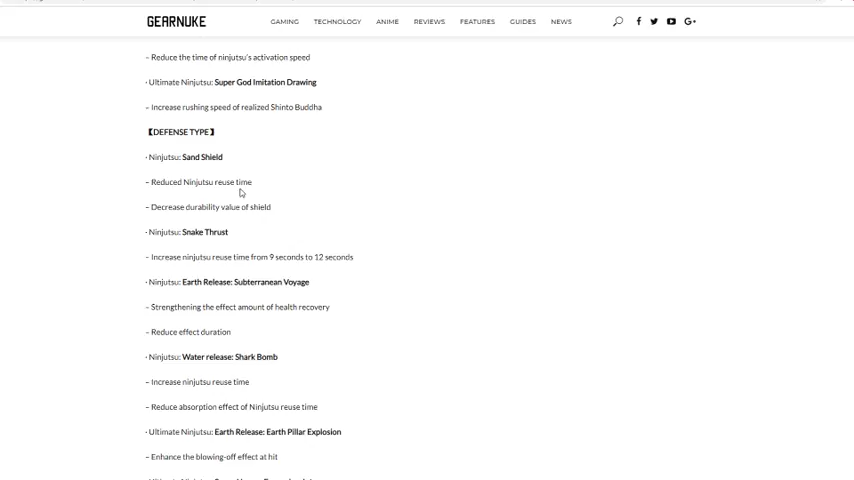 GEARNUKE GAMING TECHNOLOGY ANIME REVIEWS FEATURES GUIDES NEWS
– Reduce the time of ninjutsu's activation speed
· Ultimate Ninjutsu: Super God Imitation Drawing
– Increase rushing speed of realized Shinto Buddha
【DEFENSE TYPE】
· Ninjutsu: Sand Shield
– Reduced Ninjutsu reuse time
– Decrease durability value of shield
· Ninjutsu: Snake Thrust
– Increase ninjutsu reuse time from 9 seconds to 12 seconds
· Ninjutsu: Earth Release: Subterranean Voyage
– Strengthening the effect amount of health recovery
– Reduce effect duration
· Ninjutsu: Water release: Shark Bomb
– Increase ninjutsu reuse time
– Reduce absorption effect of Ninjutsu reuse time
· Ultimate Ninjutsu: Earth Release: Earth Pillar Explosion
– Enhance the blowing-off effect at hit